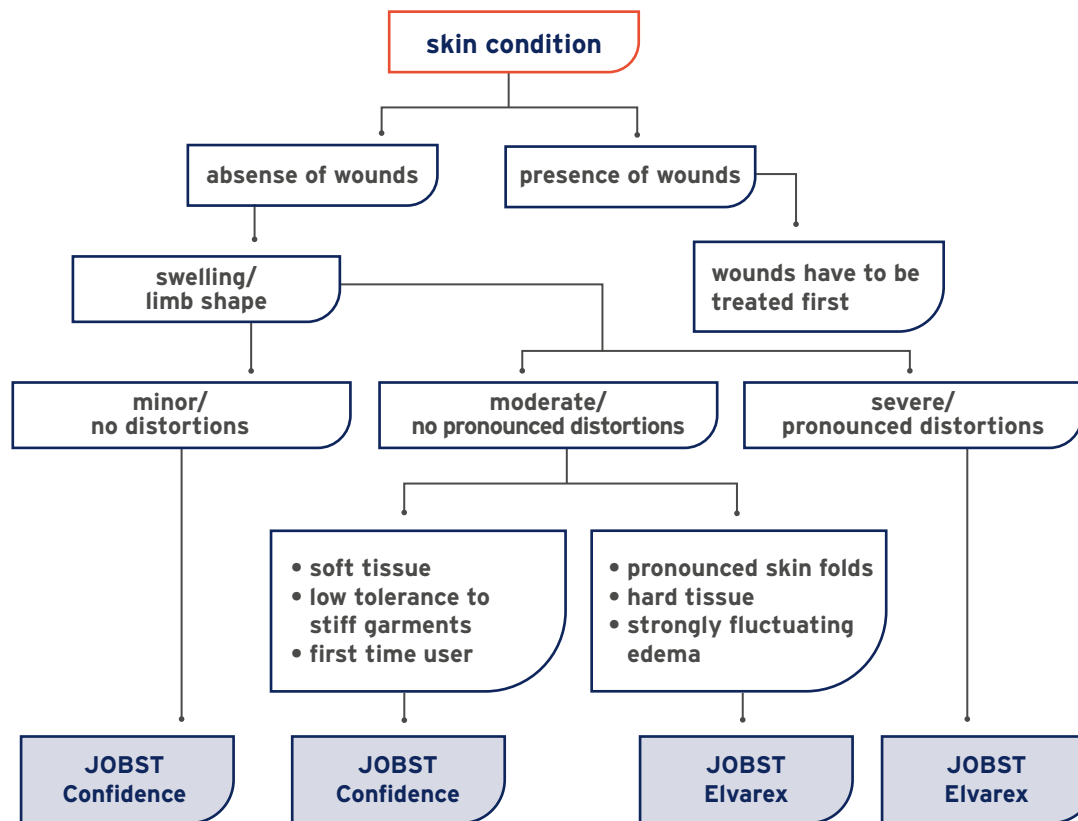 skin condition
absense of wounds
presence of wounds
swelling/
limb shape
wounds have to be
treated first
minor/
no distortions
moderate/
no pronounced distortions
severe/
pronounced distortions
• soft tissue
• low tolerance to
stiff garments
• first time user
• pronounced skin folds
• hard tissue
• strongly fluctuating
edema
JOBST
Confidence
JOBST
Confidence
JOBST
Elvarex
JOBST
Elvarex